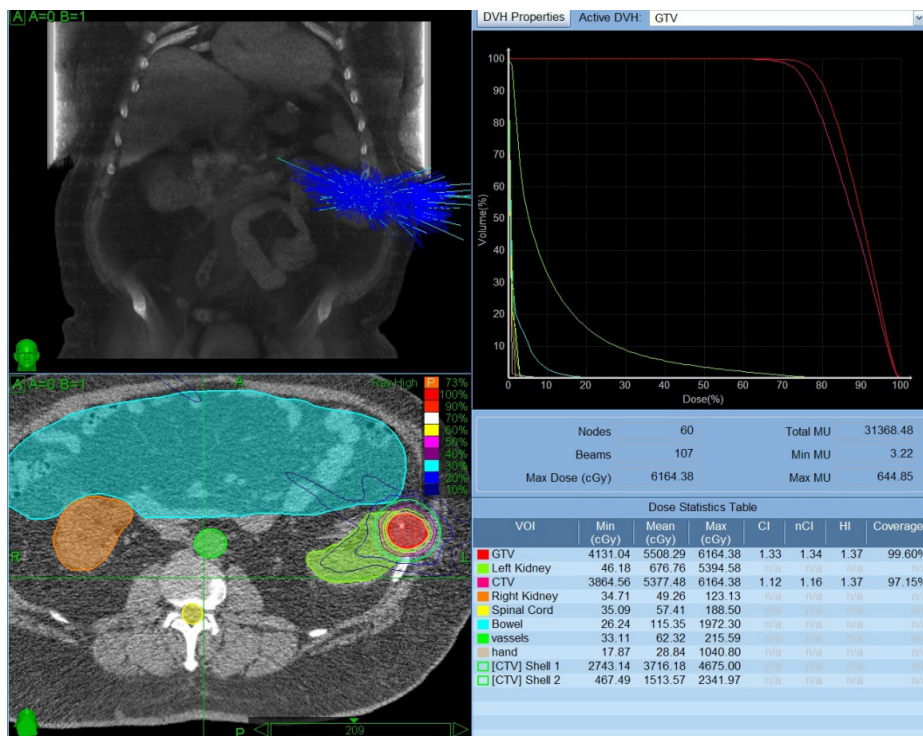 A A=0 B=1
DVH Properties Active DVH: GTV
100
90
80
70
60
50
40
30
20
10
Volume(%)
0 10 20 30 40 50 60 70 80 90 100
Dose(%)
A A=0 B=1 A Ray High P 73%
100%
90%
70%
60%
50%
40%
30%
20%
10%
R L
P 209
Nodes 60 Total MU 31368.48
Beams 107 Min MU 3.22
Max Dose (cGy) 6164.38 Max MU 644.85
Dose Statistics Table
VOI Min (cGy) Mean (cGy) Max (cGy) CI nCI HI Coverage
GTV 4131.04 5508.29 6164.38 1.33 1.34 1.37 99.60%
Left Kidney 46.18 676.76 5394.58 n/a n/a n/a n/a
CTV 3864.56 5377.48 6164.38 1.12 1.16 1.37 97.15%
Right Kidney 34.71 49.26 123.13 n/a n/a n/a n/a
Spinal Cord 35.09 57.41 188.50 n/a n/a n/a n/a
Bowel 26.24 115.35 1972.30 n/a n/a n/a n/a
vassels 33.11 62.32 215.59 n/a n/a n/a n/a
hand 17.87 28.84 1040.80 n/a n/a n/a n/a
[CTV] Shell 1 2743.14 3716.18 4675.00 n/a n/a n/a n/a
[CTV] Shell 2 467.49 1513.57 2341.97 n/a n/a n/a n/a